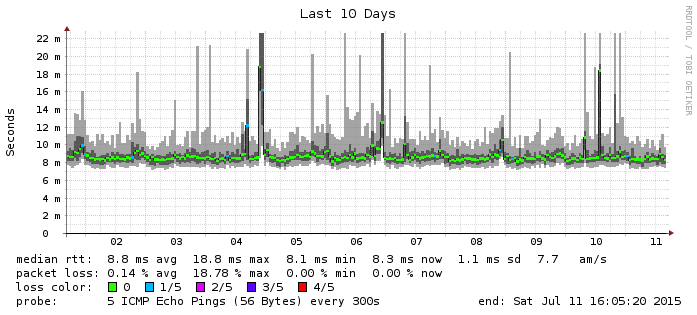 Last 10 Days
RRDTOOL / TOBI OETIKER
Seconds
22 m
20 m
18 m
16 m
14 m
12 m
10 m
8 m
6 m
4 m
2 m
0
02 03 04 05 06 07 08 09 10 11
median rtt: 8.8 ms avg 18.8 ms max 8.1 ms min 8.3 ms now 1.1 ms sd 7.7 am/s
packet loss: 0.14 % avg 18.78 % max 0.00 % min 0.00 % now
loss color: 0 1/5 2/5 3/5 4/5
probe: 5 ICMP Echo Pings (56 Bytes) every 300s end: Sat Jul 11 16:05:20 2015